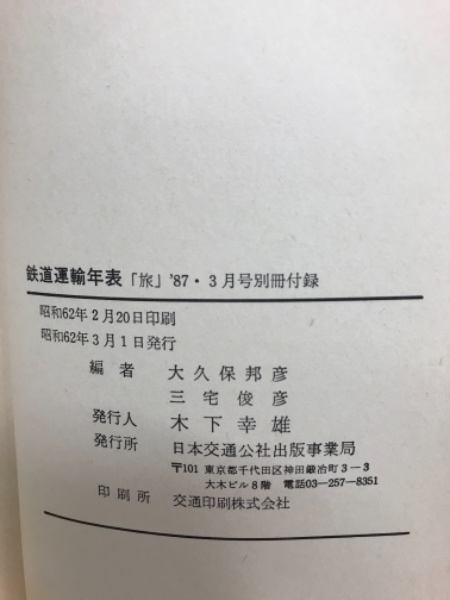 鉄道運輸年表「旅」'87・3月号別冊付録
昭和62年2月20日印刷
昭和62年3月1日発行
編者 大久保邦彦
三宅俊彦
発行人 木下幸雄
発行所 日本交通公社出版事業局
〒101 東京都千代田区神田鍛冶町3-3
大木ビル8階 電話03-257-8351
印刷所 交通印刷株式会社